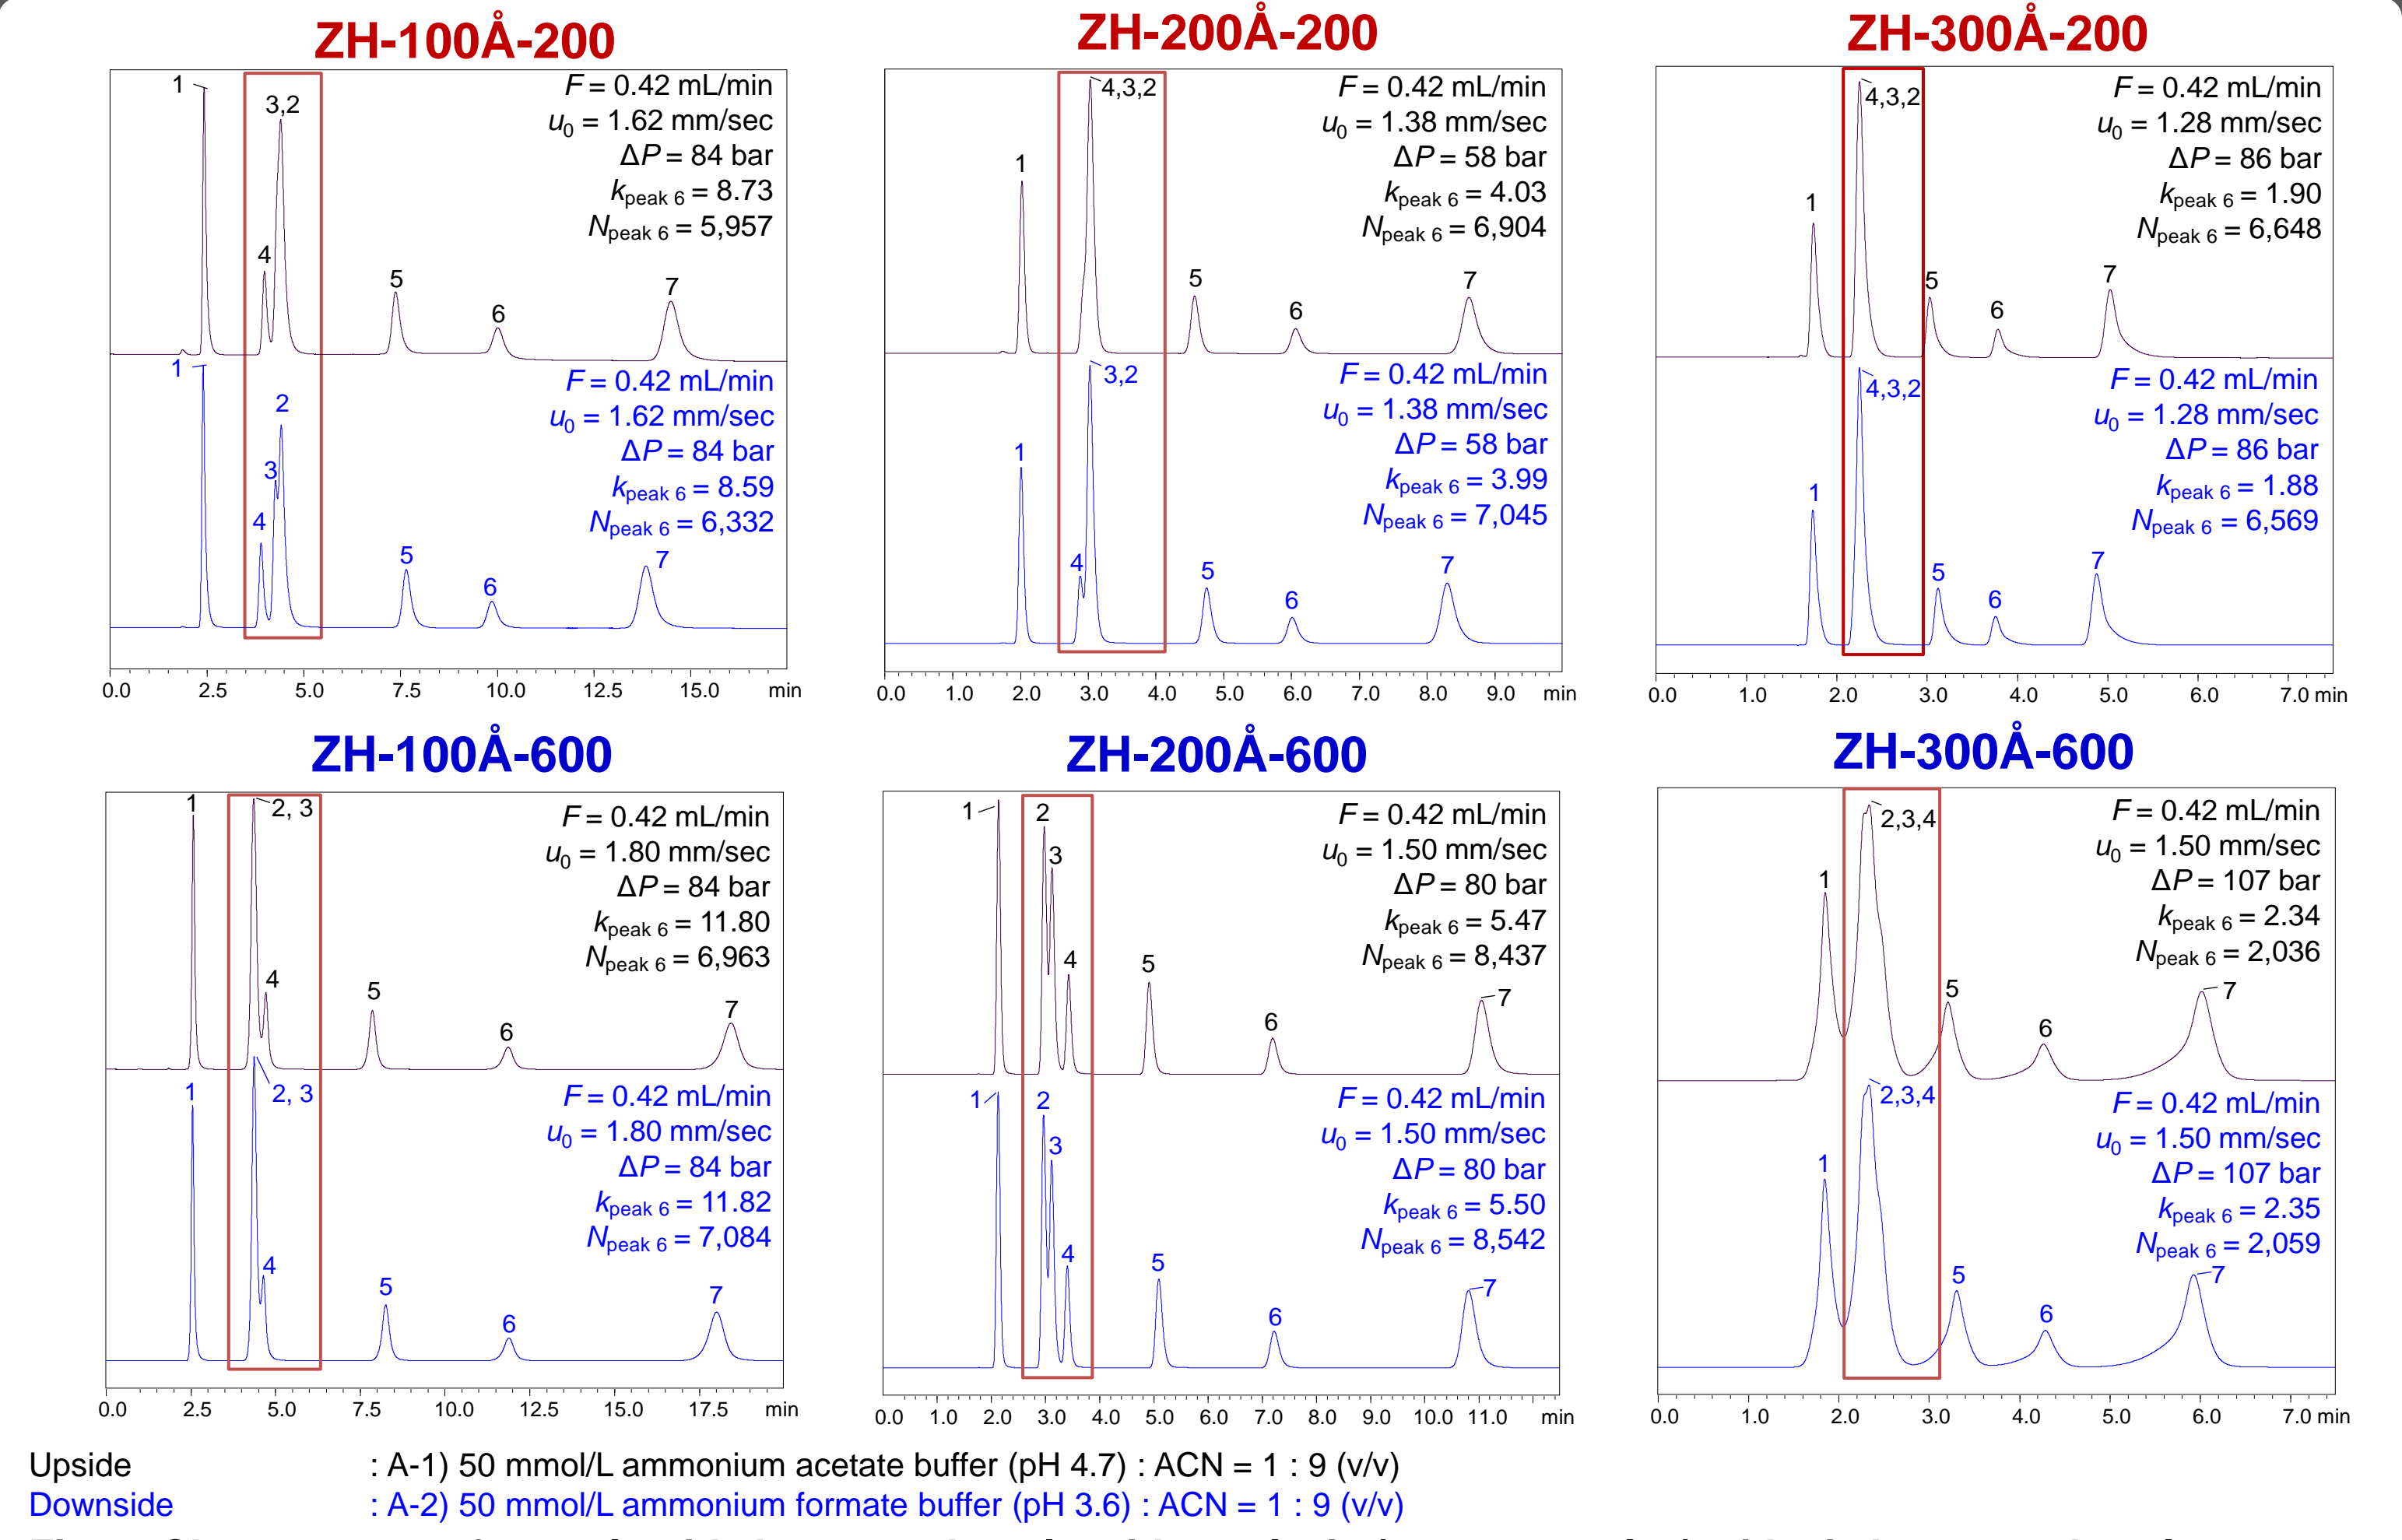 ZH-100Å-200
1
3,2
4
5
6
7
F = 0.42 mL/min
u0 = 1.62 mm/sec
ΔP = 84 bar
kpeak 6 = 8.73
Npeak 6 = 5,957
1
2
3
4
5
6
7
F = 0.42 mL/min
u0 = 1.62 mm/sec
ΔP = 84 bar
kpeak 6 = 8.59
Npeak 6 = 6,332
0.0 2.5 5.0 7.5 10.0 12.5 15.0 min
ZH-200Å-200
1
4,3,2
5
6
7
F = 0.42 mL/min
u0 = 1.38 mm/sec
ΔP = 58 bar
kpeak 6 = 4.03
Npeak 6 = 6,904
1
3,2
4
5
6
7
F = 0.42 mL/min
u0 = 1.38 mm/sec
ΔP = 58 bar
kpeak 6 = 3.99
Npeak 6 = 7,045
0.0 1.0 2.0 3.0 4.0 5.0 6.0 7.0 8.0 9.0 min
ZH-300Å-200
1
4,3,2
5
6
7
F = 0.42 mL/min
u0 = 1.28 mm/sec
ΔP = 86 bar
kpeak 6 = 1.90
Npeak 6 = 6,648
1
4,3,2
5
6
7
F = 0.42 mL/min
u0 = 1.28 mm/sec
ΔP = 86 bar
kpeak 6 = 1.88
Npeak 6 = 6,569
0.0 1.0 2.0 3.0 4.0 5.0 6.0 7.0 min
ZH-100Å-600
1
2, 3
4
5
6
7
F = 0.42 mL/min
u0 = 1.80 mm/sec
ΔP = 84 bar
kpeak 6 = 11.80
Npeak 6 = 6,963
1
2, 3
4
5
6
7
F = 0.42 mL/min
u0 = 1.80 mm/sec
ΔP = 84 bar
kpeak 6 = 11.82
Npeak 6 = 7,084
0.0 2.5 5.0 7.5 10.0 12.5 15.0 17.5 min
ZH-200Å-600
1
2
3
4
5
6
7
F = 0.42 mL/min
u0 = 1.50 mm/sec
ΔP = 80 bar
kpeak 6 = 5.47
Npeak 6 = 8,437
1
2
3
4
5
6
7
F = 0.42 mL/min
u0 = 1.50 mm/sec
ΔP = 80 bar
kpeak 6 = 5.50
Npeak 6 = 8,542
0.0 1.0 2.0 3.0 4.0 5.0 6.0 7.0 8.0 9.0 10.0 11.0 min
ZH-300Å-600
1
2,3,4
5
6
7
F = 0.42 mL/min
u0 = 1.50 mm/sec
ΔP = 107 bar
kpeak 6 = 2.34
Npeak 6 = 2,036
1
2,3,4
5
6
7
F = 0.42 mL/min
u0 = 1.50 mm/sec
ΔP = 107 bar
kpeak 6 = 2.35
Npeak 6 = 2,059
0.0 1.0 2.0 3.0 4.0 5.0 6.0 7.0 min
Upside : A-1) 50 mmol/L ammonium acetate buffer (pH 4.7) : ACN = 1 : 9 (v/v)
Downside : A-2) 50 mmol/L ammonium formate buffer (pH 3.6) : ACN = 1 : 9 (v/v)